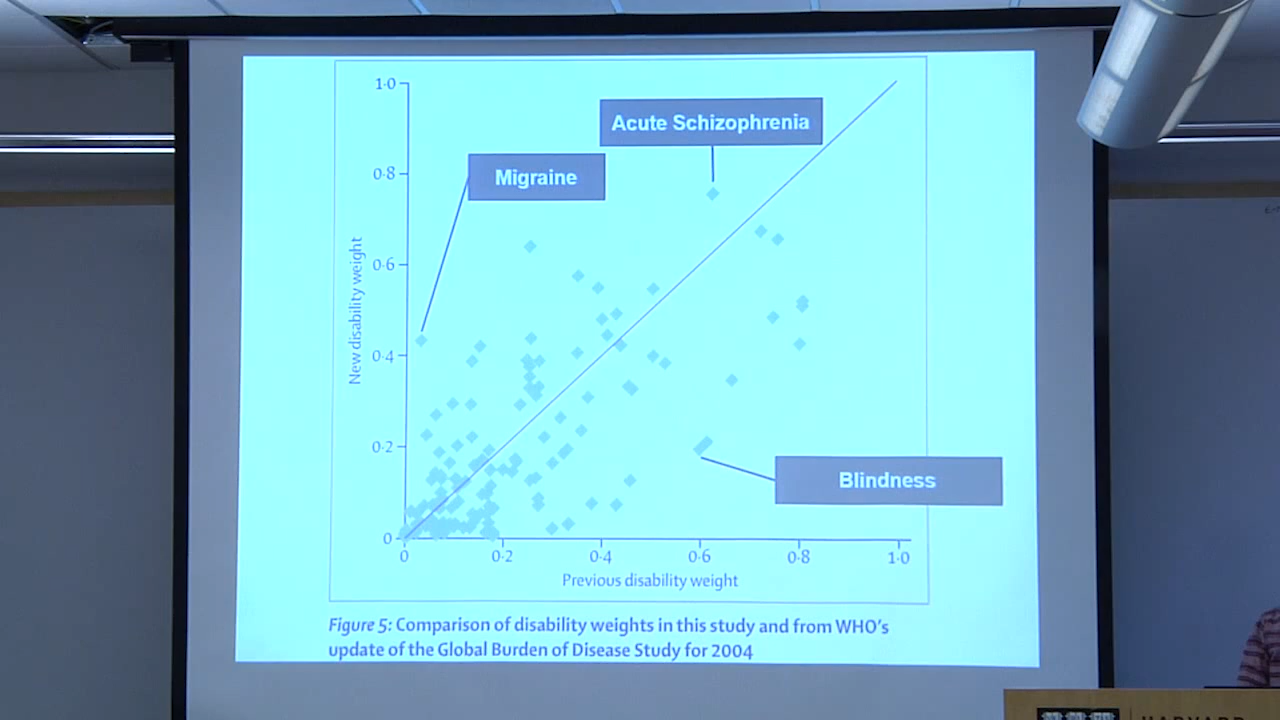 1·0
Acute Schizophrenia
Migraine
0·8
New disability weight
0·6
0·4
0·2
Blindness
0
0 0·2 0·4 0·6 0·8 1·0
Previous disability weight
Figure 5: Comparison of disability weights in this study and from WHO's
update of the Global Burden of Disease Study for 2004